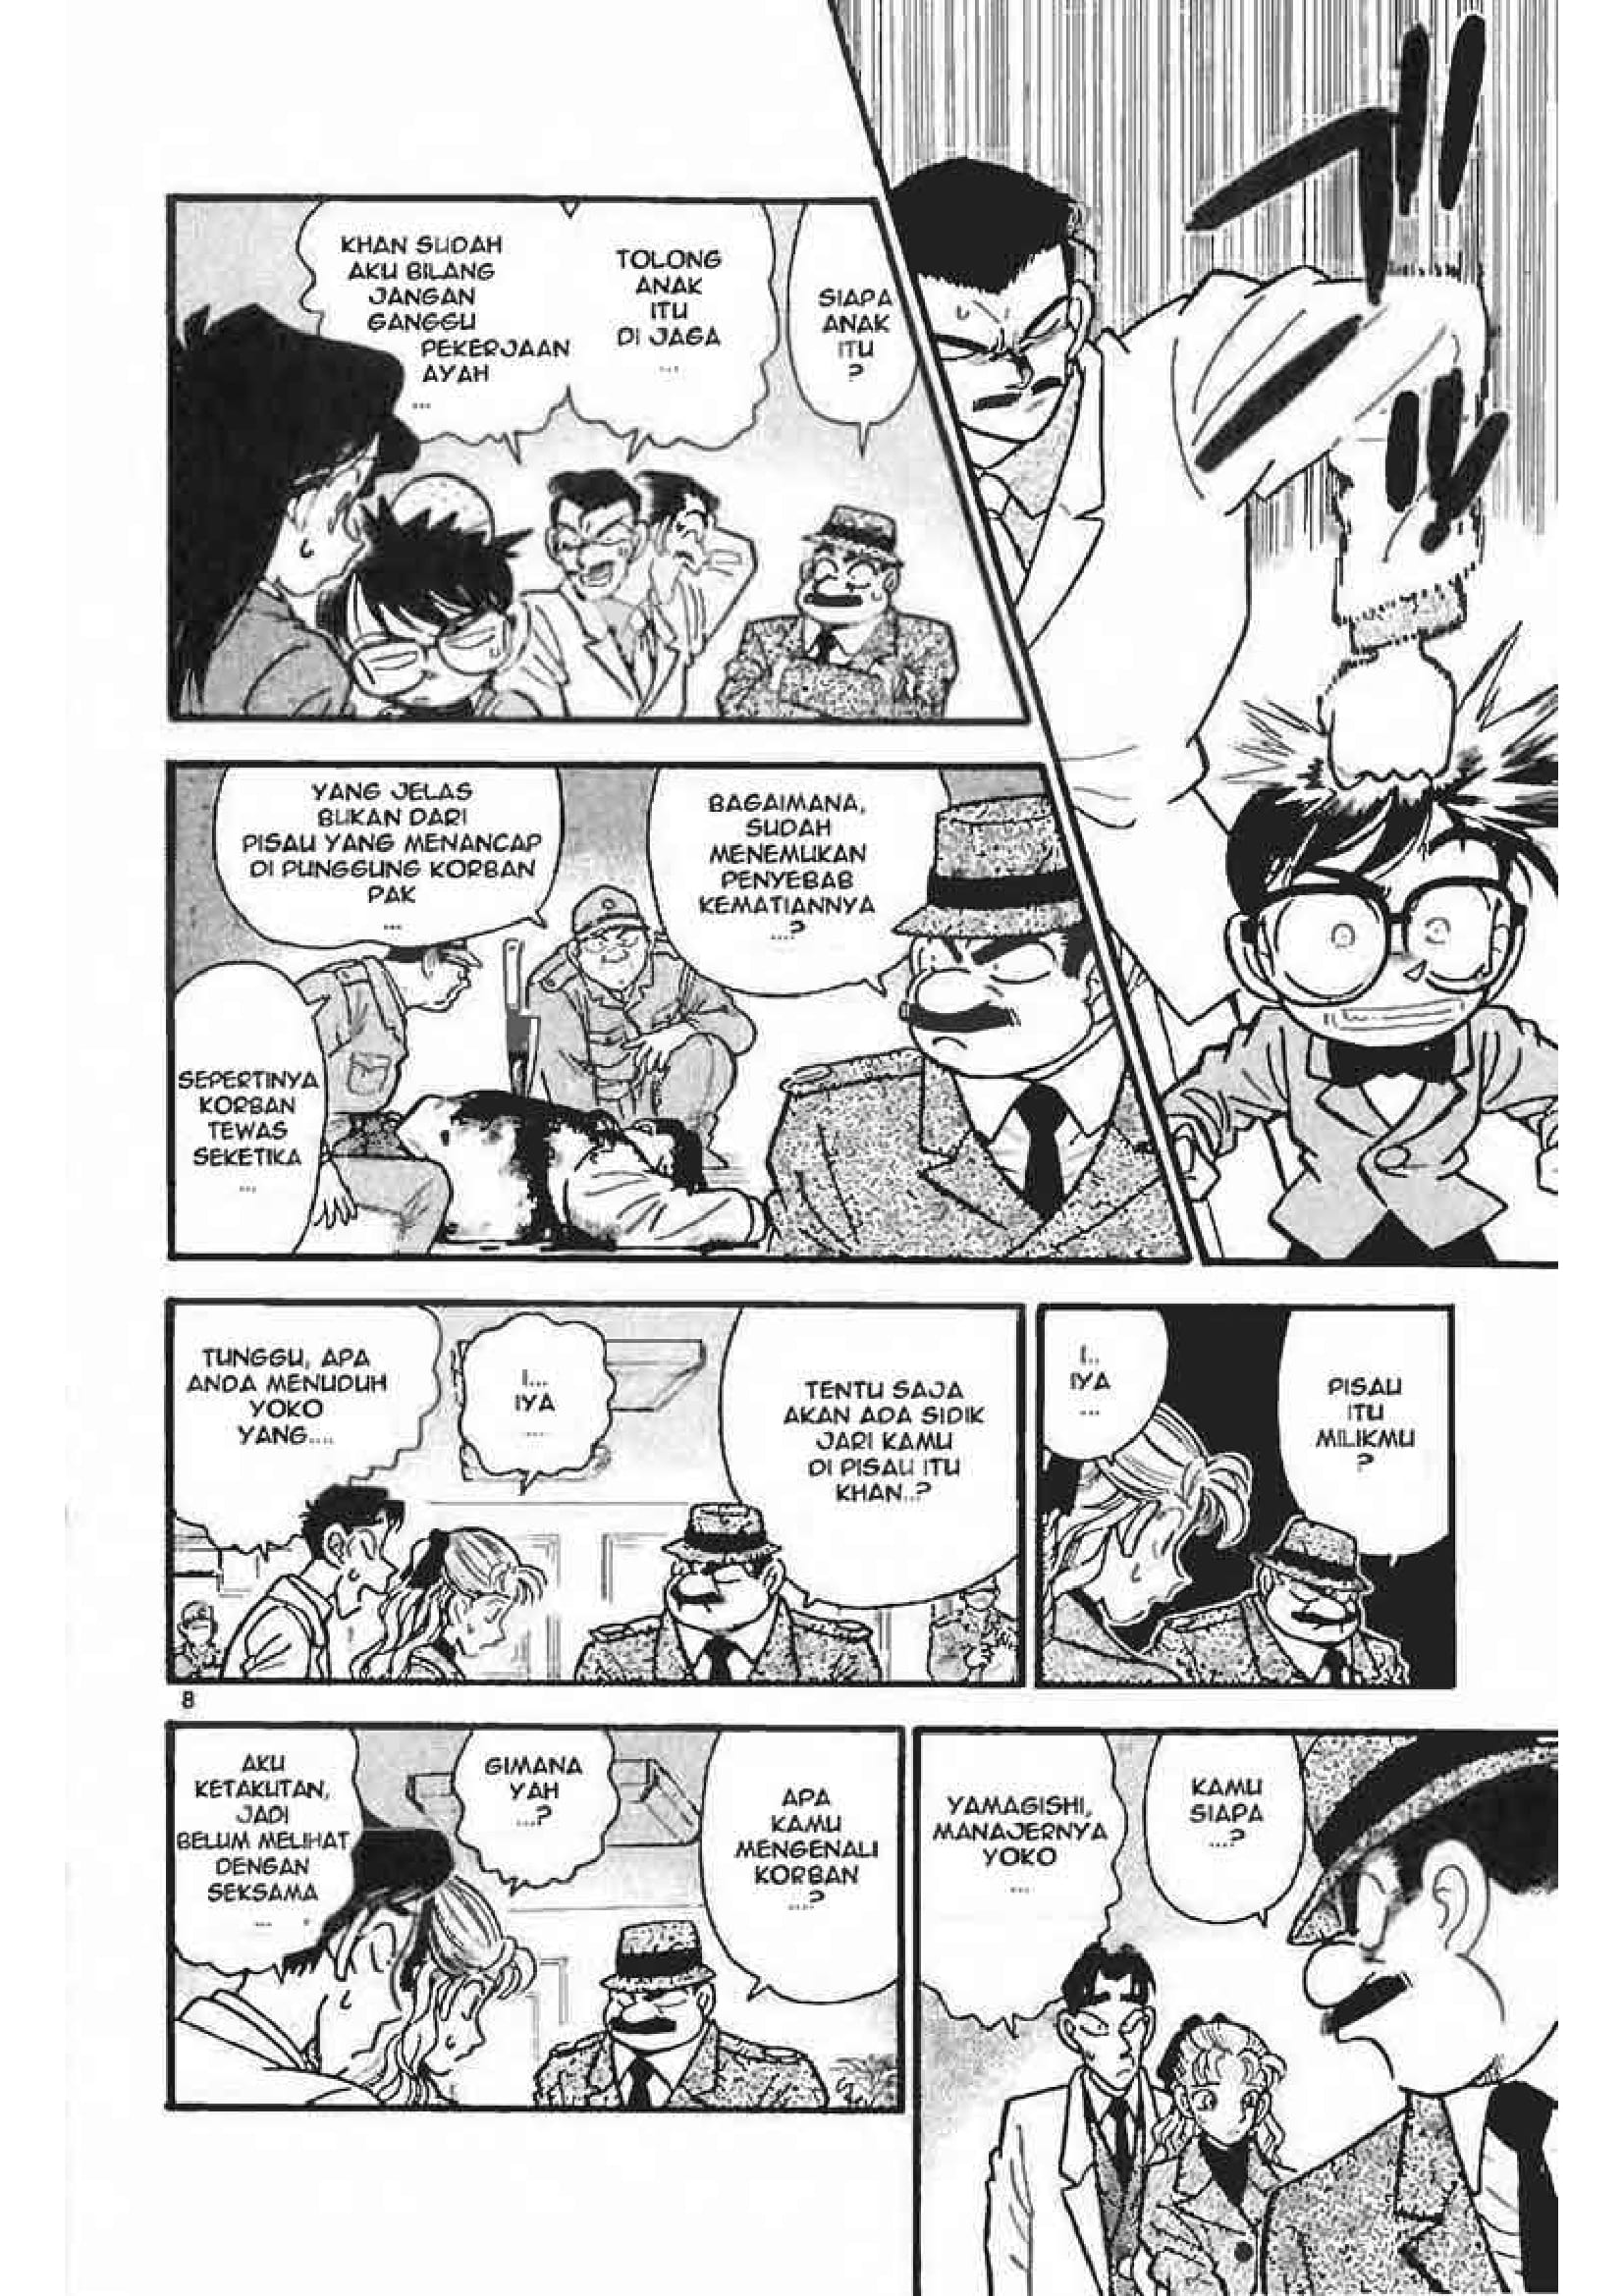 ゴツ
SIAPA
ANAK
ITU
?
TOLONG
ANAK
ITU
DI JAGA
...
KHAN SUDAH
AKU BILANG
JANGAN
GANGGU
PEKERJAAN
AYAH
...
BAGAIMANA,
SUDAH
MENEMUKAN
PENYEBAB
KEMATIANNYA
...?
YANG JELAS
BUKAN DARI
PISAU YANG MENANCAP
DI PUNGGUNG KORBAN
PAK
...
SEPERTINYA
KORBAN
TEWAS
SEKETIKA
...
PISAU
ITU
MILIKMU
?
I..
IYA
...
TENTU SAJA
AKAN ADA SIDIK
JARI KAMU
DI PISAU ITU
KHAN..?
I...
IYA
....
TUNGGU, APA
ANDA MENUDUH
YOKO
YANG....
8
KAMU
SIAPA
...?
YAMAGISHI,
MANAJERNYA
YOKO
...
APA
KAMU
MENGENALI
KORBAN
....?
GIMANA
YAH
...?
AKU
KETAKUTAN,
JADI
BELUM MELIHAT
DENGAN
SEKSAMA
...